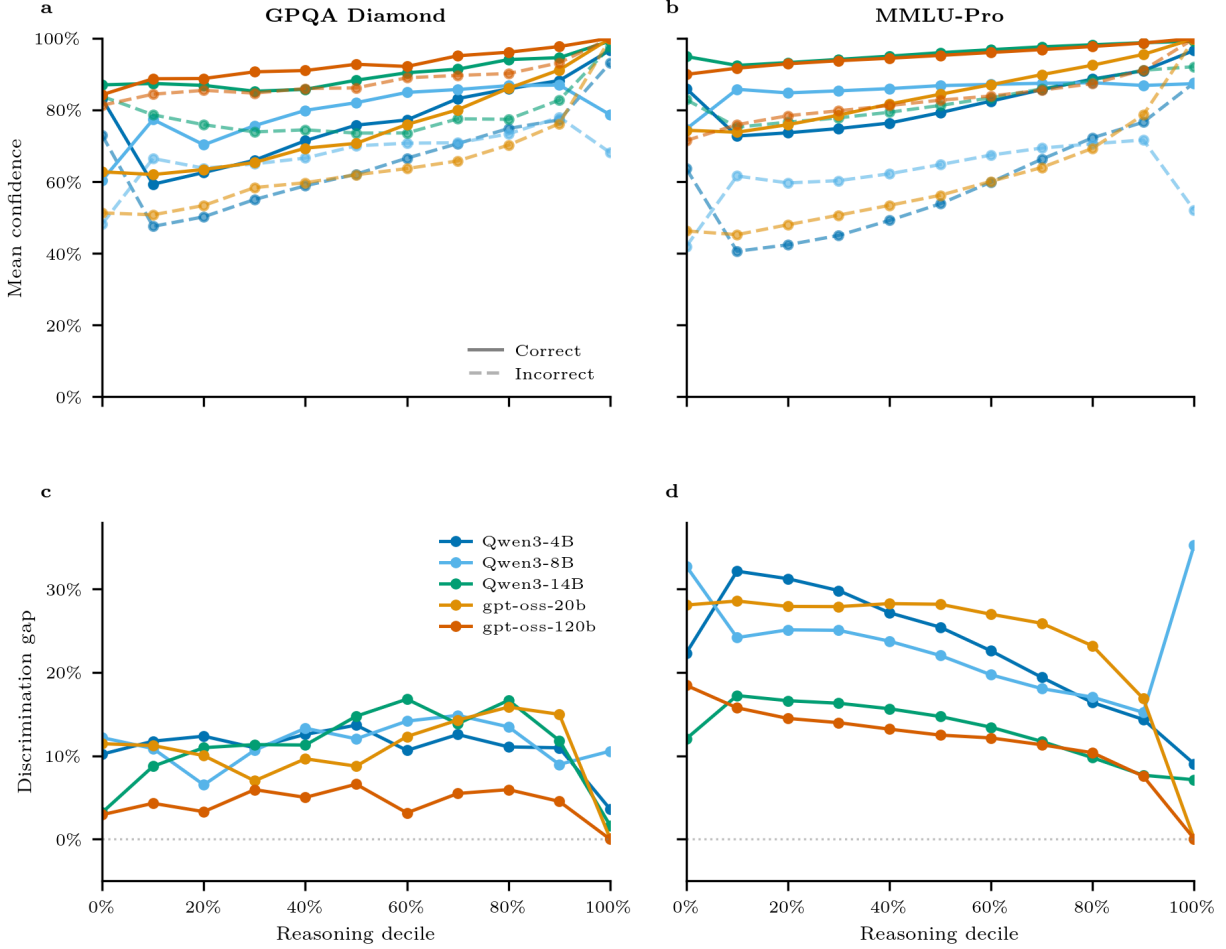 a
GPQA Diamond
b
MMLU-Pro
Mean confidence
100%
80%
60%
40%
20%
0%
Correct
Incorrect
c
d
Discrimination gap
30%
20%
10%
0%
Qwen3-4B
Qwen3-8B
Qwen3-14B
gpt-oss-20b
gpt-oss-120b
0%
20%
40%
60%
80%
100%
Reasoning decile
0%
20%
40%
60%
80%
100%
Reasoning decile